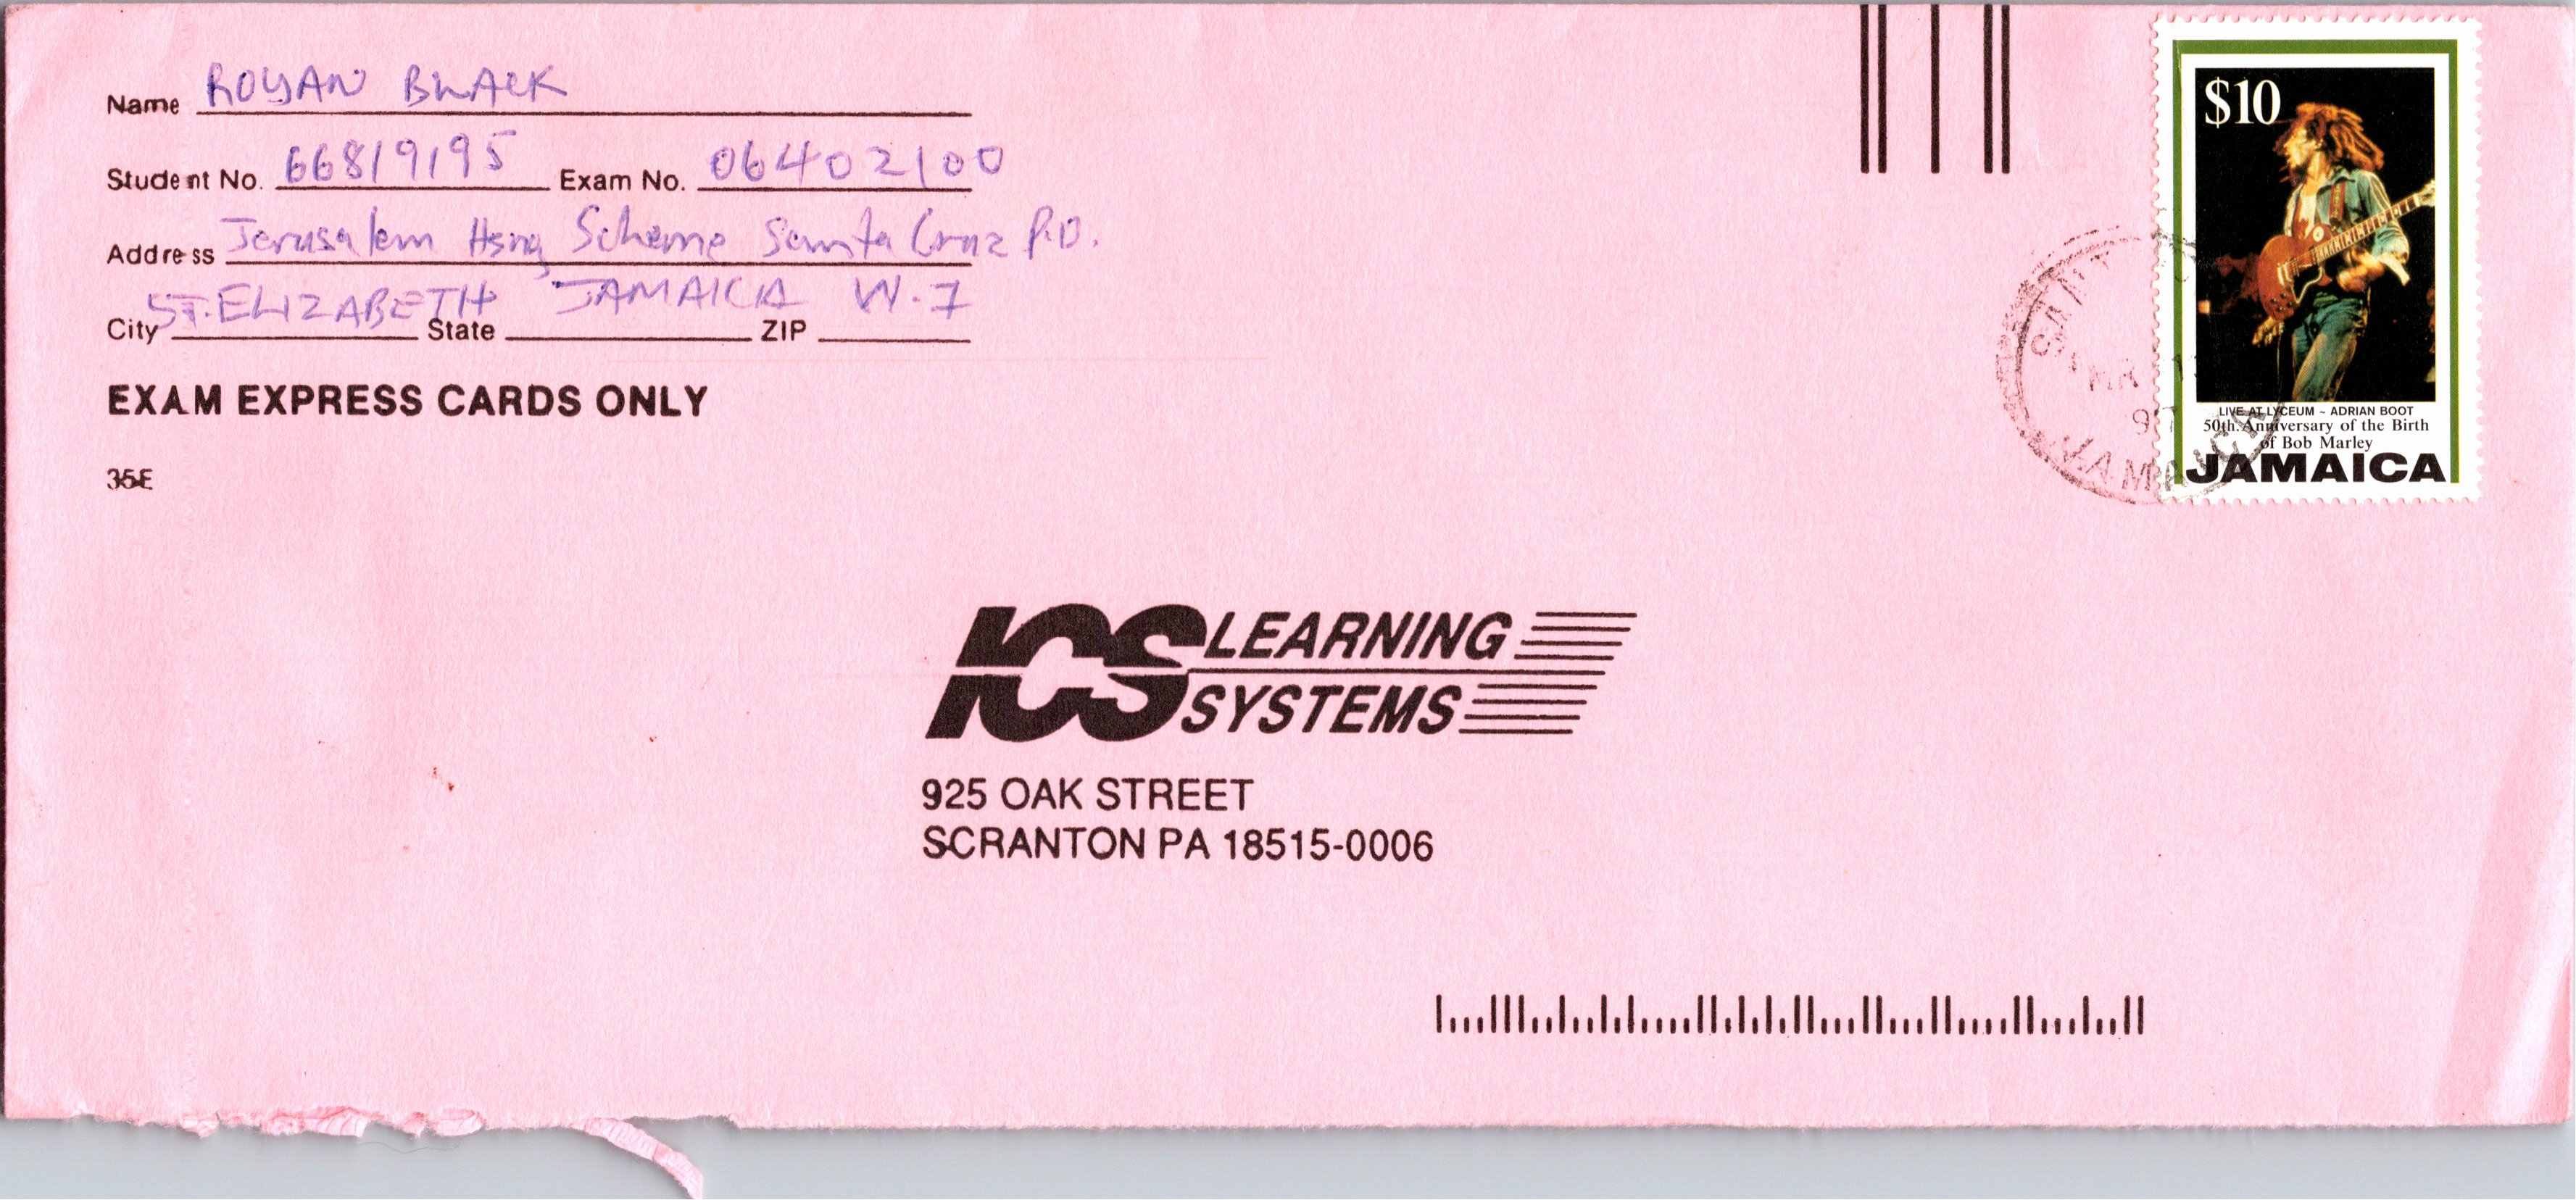 Name ROYAN BLACK
Student No. 66819195 Exam No. 06402100
Address Jerusalem Hsng Scheme Santa Cruz P.O.
City ST. ELIZABETH State JAMAICA ZIP W.I
EXAM EXPRESS CARDS ONLY
35E
$10
LIVE AT LYCEUM ~ ADRIAN BOOT
50th. Anniversary of the Birth
of Bob Marley
JAMAICA
JAMAICA
ICS LEARNING
SYSTEMS
925 OAK STREET
SCRANTON PA 18515-0006